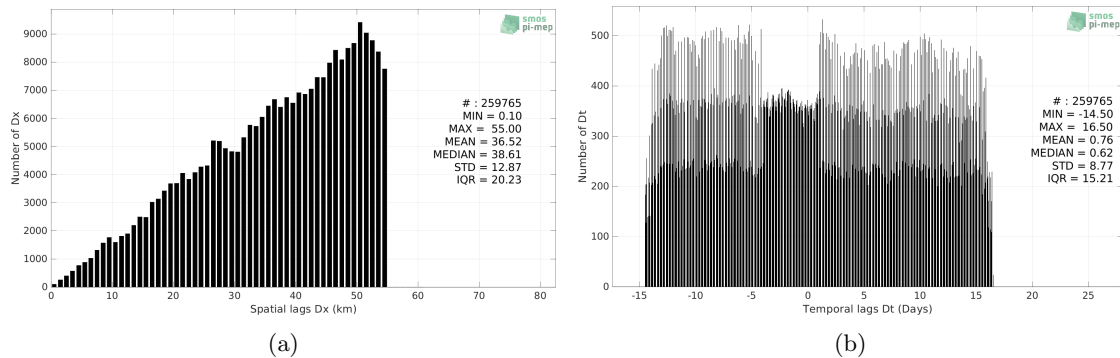 smos
pi-mep
9000
8000
7000
6000
5000
4000
3000
2000
1000
0
Number of Dx
# : 259765
MIN = 0.10
MAX = 55.00
MEAN = 36.52
MEDIAN = 38.61
STD = 12.87
IQR = 20.23
0 10 20 30 40 50 60 70 80
Spatial lags Dx (km)
(a)
smos
pi-mep
500
400
300
200
100
0
Number of Dt
# : 259765
MIN = -14.50
MAX = 16.50
MEAN = 0.76
MEDIAN = 0.62
STD = 8.77
IQR = 15.21
-15 -10 -5 0 5 10 15 20 25
Temporal lags Dt (Days)
(b)